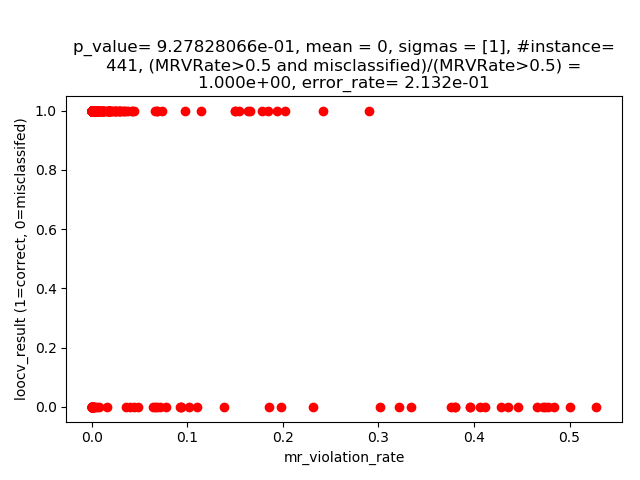 p_value= 9.27828066e-01, mean = 0, sigmas = [1], #instance=
441, (MRVRate>0.5 and misclassified)/(MRVRate>0.5) =
1.000e+00, error_rate= 2.132e-01
1.0
0.8
0.6
0.4
0.2
0.0
loocv_result (1=correct, 0=misclassifed)
0.0 0.1 0.2 0.3 0.4 0.5
mr_violation_rate